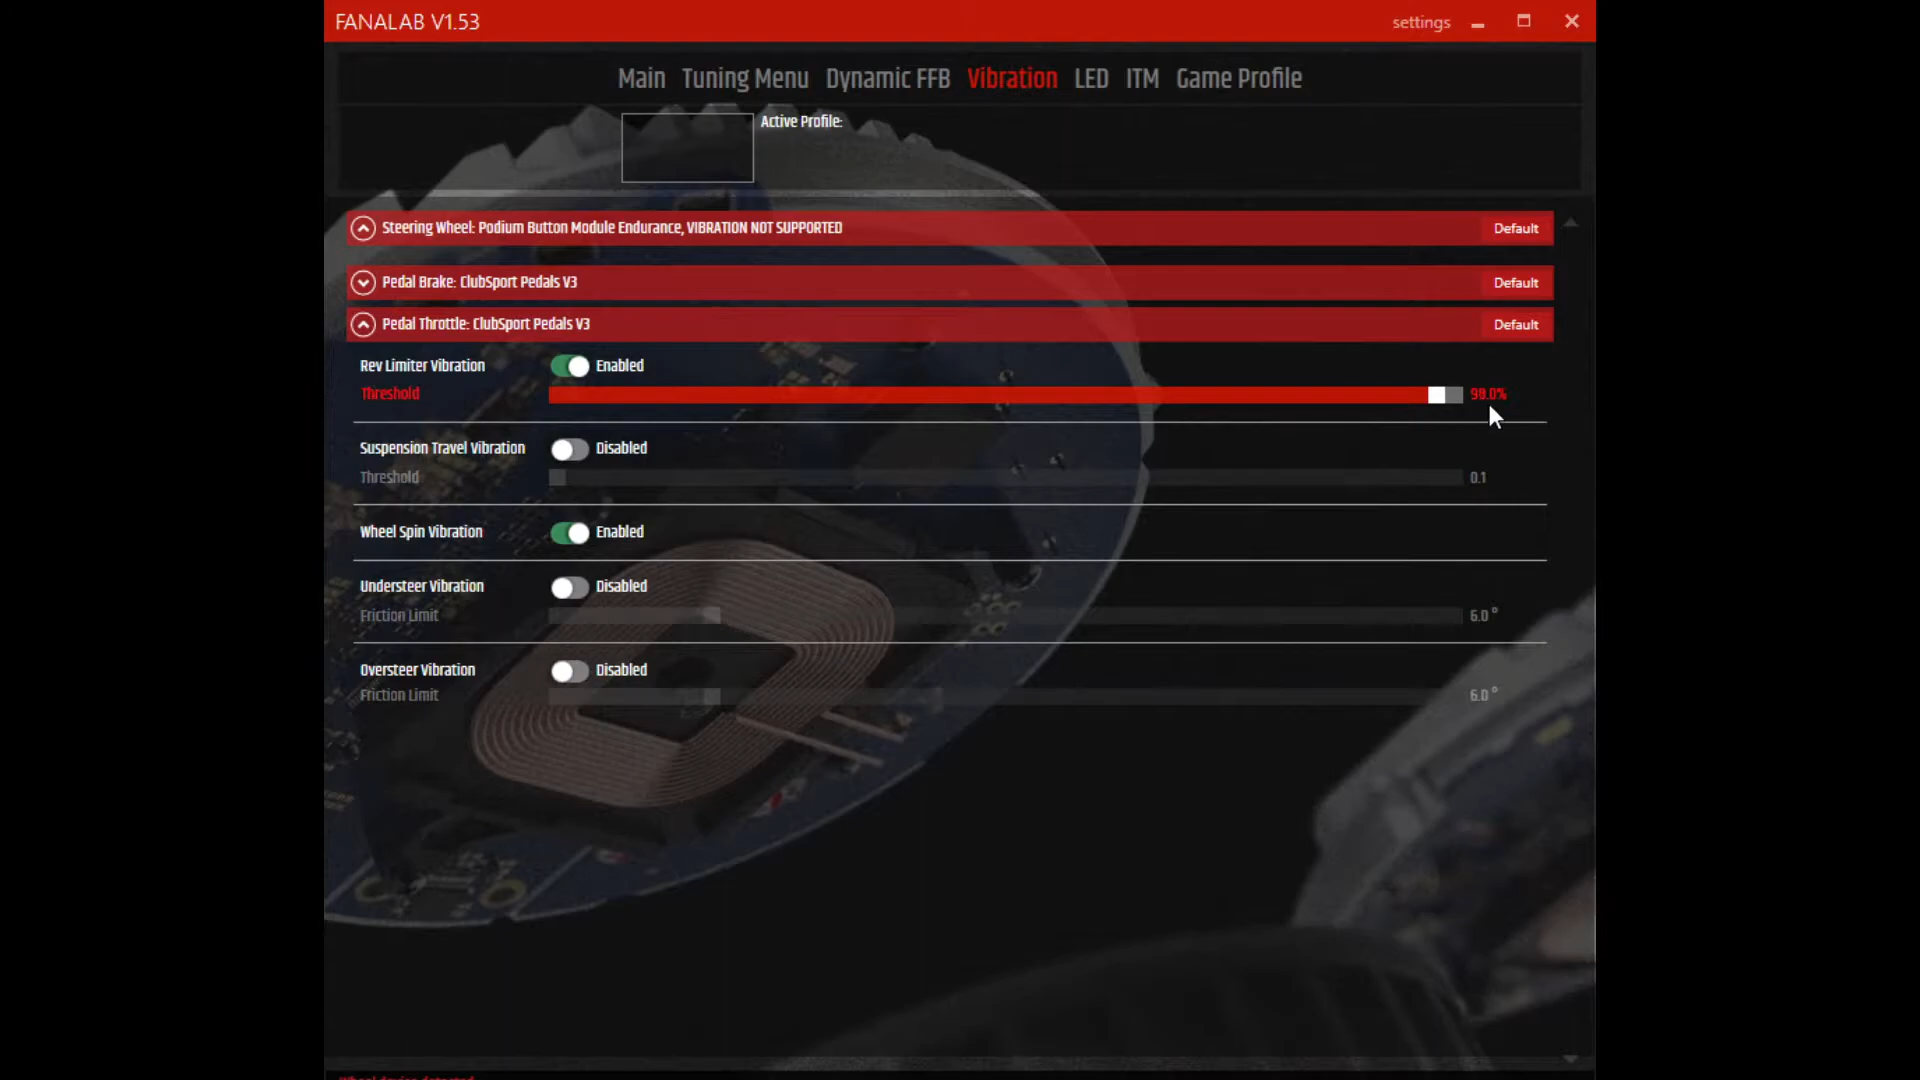 FANALAB V1.53
settings
Main Tuning Menu Dynamic FFB Vibration LED ITM Game Profile
Active Profile:
Steering Wheel: Podium Button Module Endurance, VIBRATION NOT SUPPORTED Default
Pedal Brake: ClubSport Pedals V3 Default
Pedal Throttle: ClubSport Pedals V3 Default
Rev Limiter Vibration Enabled
Threshold 98.0%
Suspension Travel Vibration Disabled
Threshold 0.1
Wheel Spin Vibration Enabled
Understeer Vibration Disabled
Friction Limit 6.0 °
Oversteer Vibration Disabled
Friction Limit 6.0 °